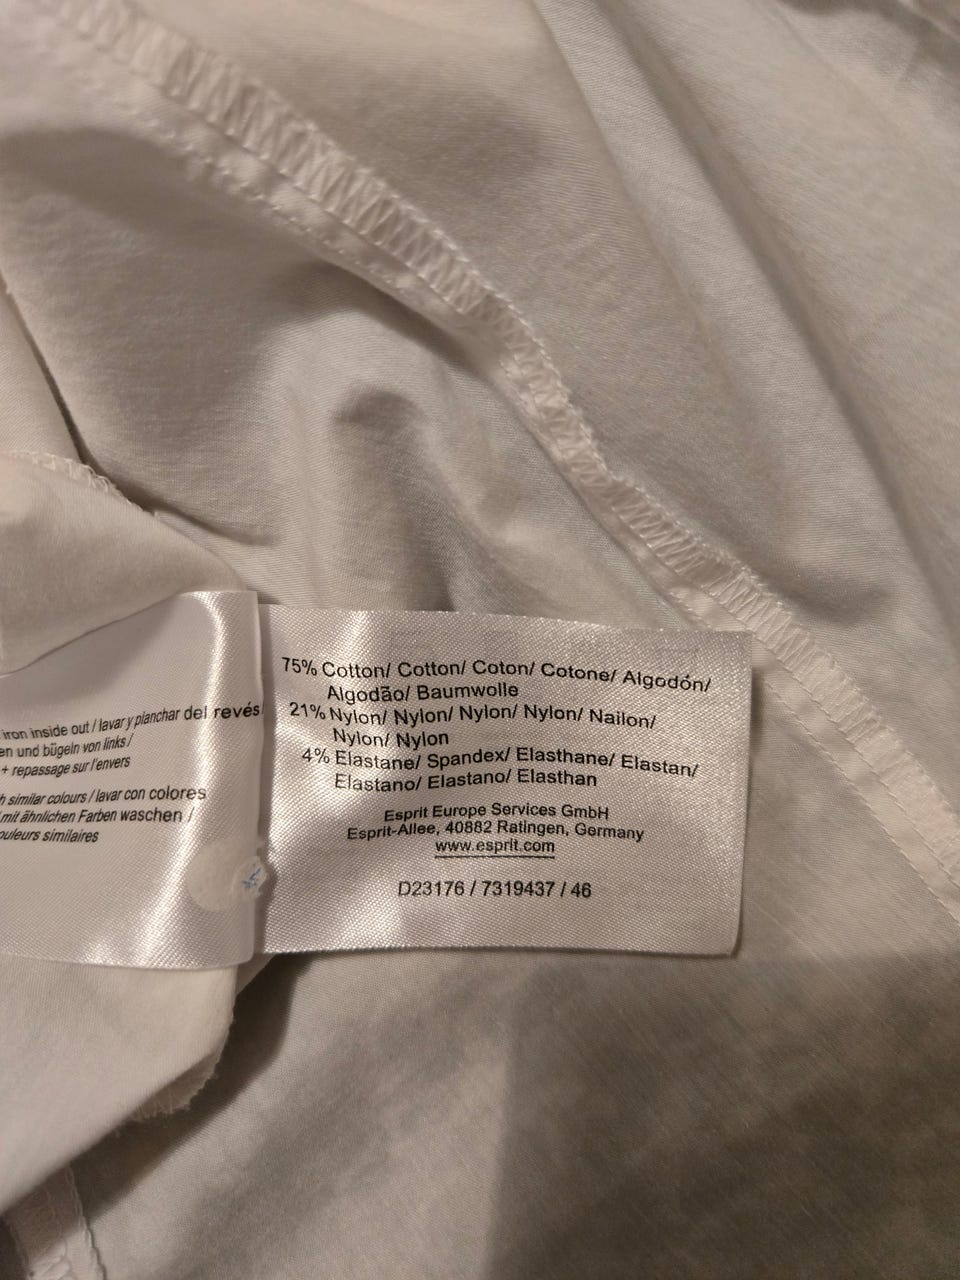 iron inside out / lavar y planchar del revés
en und bügeln von links /
+ repassage sur l'envers
h similar colours / lavar con colores
mit ähnlichen Farben waschen /
ouleurs similaires
75% Cotton/ Cotton/ Coton/ Cotone/ Algodón/
Algodão/ Baumwolle
21% Nylon/ Nylon/ Nylon/ Nylon/ Nailon/
Nylon/ Nylon
4% Elastane/ Spandex/ Elasthane/ Elastan/
Elastano/ Elastano/ Elasthan
Esprit Europe Services GmbH
Esprit-Allee, 40882 Ratingen, Germany
www.esprit.com
D23176 / 7319437 / 46